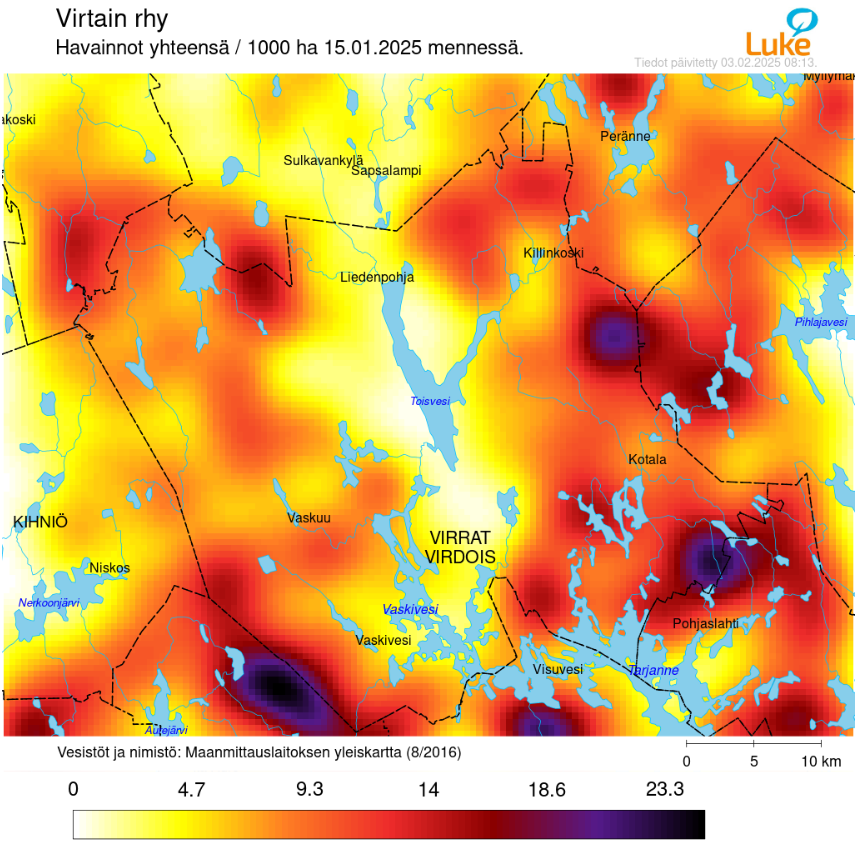 Virtain rhy
Havainnot yhteensä / 1000 ha 15.01.2025 mennessä.
Luke
Tiedot päivitetty 03.02.2025 08:13.
akoski
Peränne
Sulkavankylä
Sapsalampi
Killinkoski
Liedenpohja
Pihlajavesi
Toisvesi
Kotala
KIHNIÖ
Vaskuu
VIRRAT
VIRDOIS
Niskos
Nerkoonjärvi
Vaskivesi
Pohjaslahti
Vaskivesi
Visuvesi
Tarjanne
Autejärvi
Vesistöt ja nimistö: Maanmittauslaitoksen yleiskartta (8/2016)
0 5 10 km
0 4.7 9.3 14 18.6 23.3